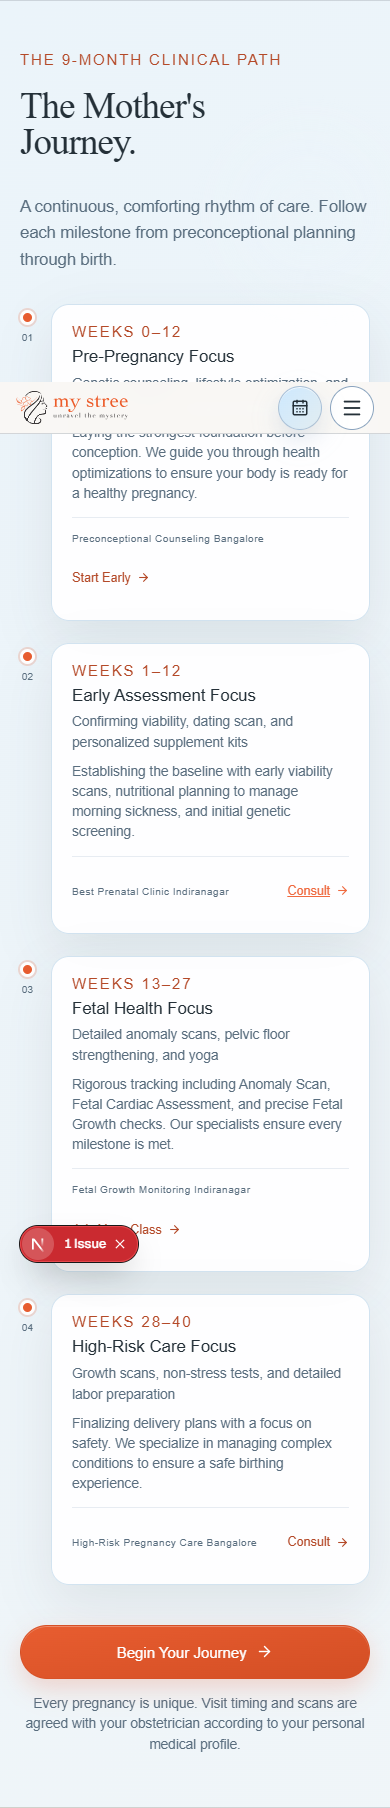 THE 9-MONTH CLINICAL PATH
The Mother's
Journey.
A continuous, comforting rhythm of care. Follow
each milestone from preconceptional planning
through birth.
01
WEEKS 0–12
Pre-Pregnancy Focus
Genetic counseling, lifestyle optimization, and
my stree
unravel the mystery
Laying the strongest foundation before
conception. We guide you through health
optimizations to ensure your body is ready for
a healthy pregnancy.
Preconceptional Counseling Bangalore
Start Early →
02
WEEKS 1–12
Early Assessment Focus
Confirming viability, dating scan, and
personalized supplement kits
Establishing the baseline with early viability
scans, nutritional planning to manage
morning sickness, and initial genetic
screening.
Best Prenatal Clinic Indiranagar
Consult →
03
WEEKS 13–27
Fetal Health Focus
Detailed anomaly scans, pelvic floor
strengthening, and yoga
Rigorous tracking including Anomaly Scan,
Fetal Cardiac Assessment, and precise Fetal
Growth checks. Our specialists ensure every
milestone is met.
Fetal Growth Monitoring Indiranagar
Class →
N 1 Issue ×
04
WEEKS 28–40
High-Risk Care Focus
Growth scans, non-stress tests, and detailed
labor preparation
Finalizing delivery plans with a focus on
safety. We specialize in managing complex
conditions to ensure a safe birthing
experience.
High-Risk Pregnancy Care Bangalore
Consult →
Begin Your Journey →
Every pregnancy is unique. Visit timing and scans are
agreed with your obstetrician according to your personal
medical profile.